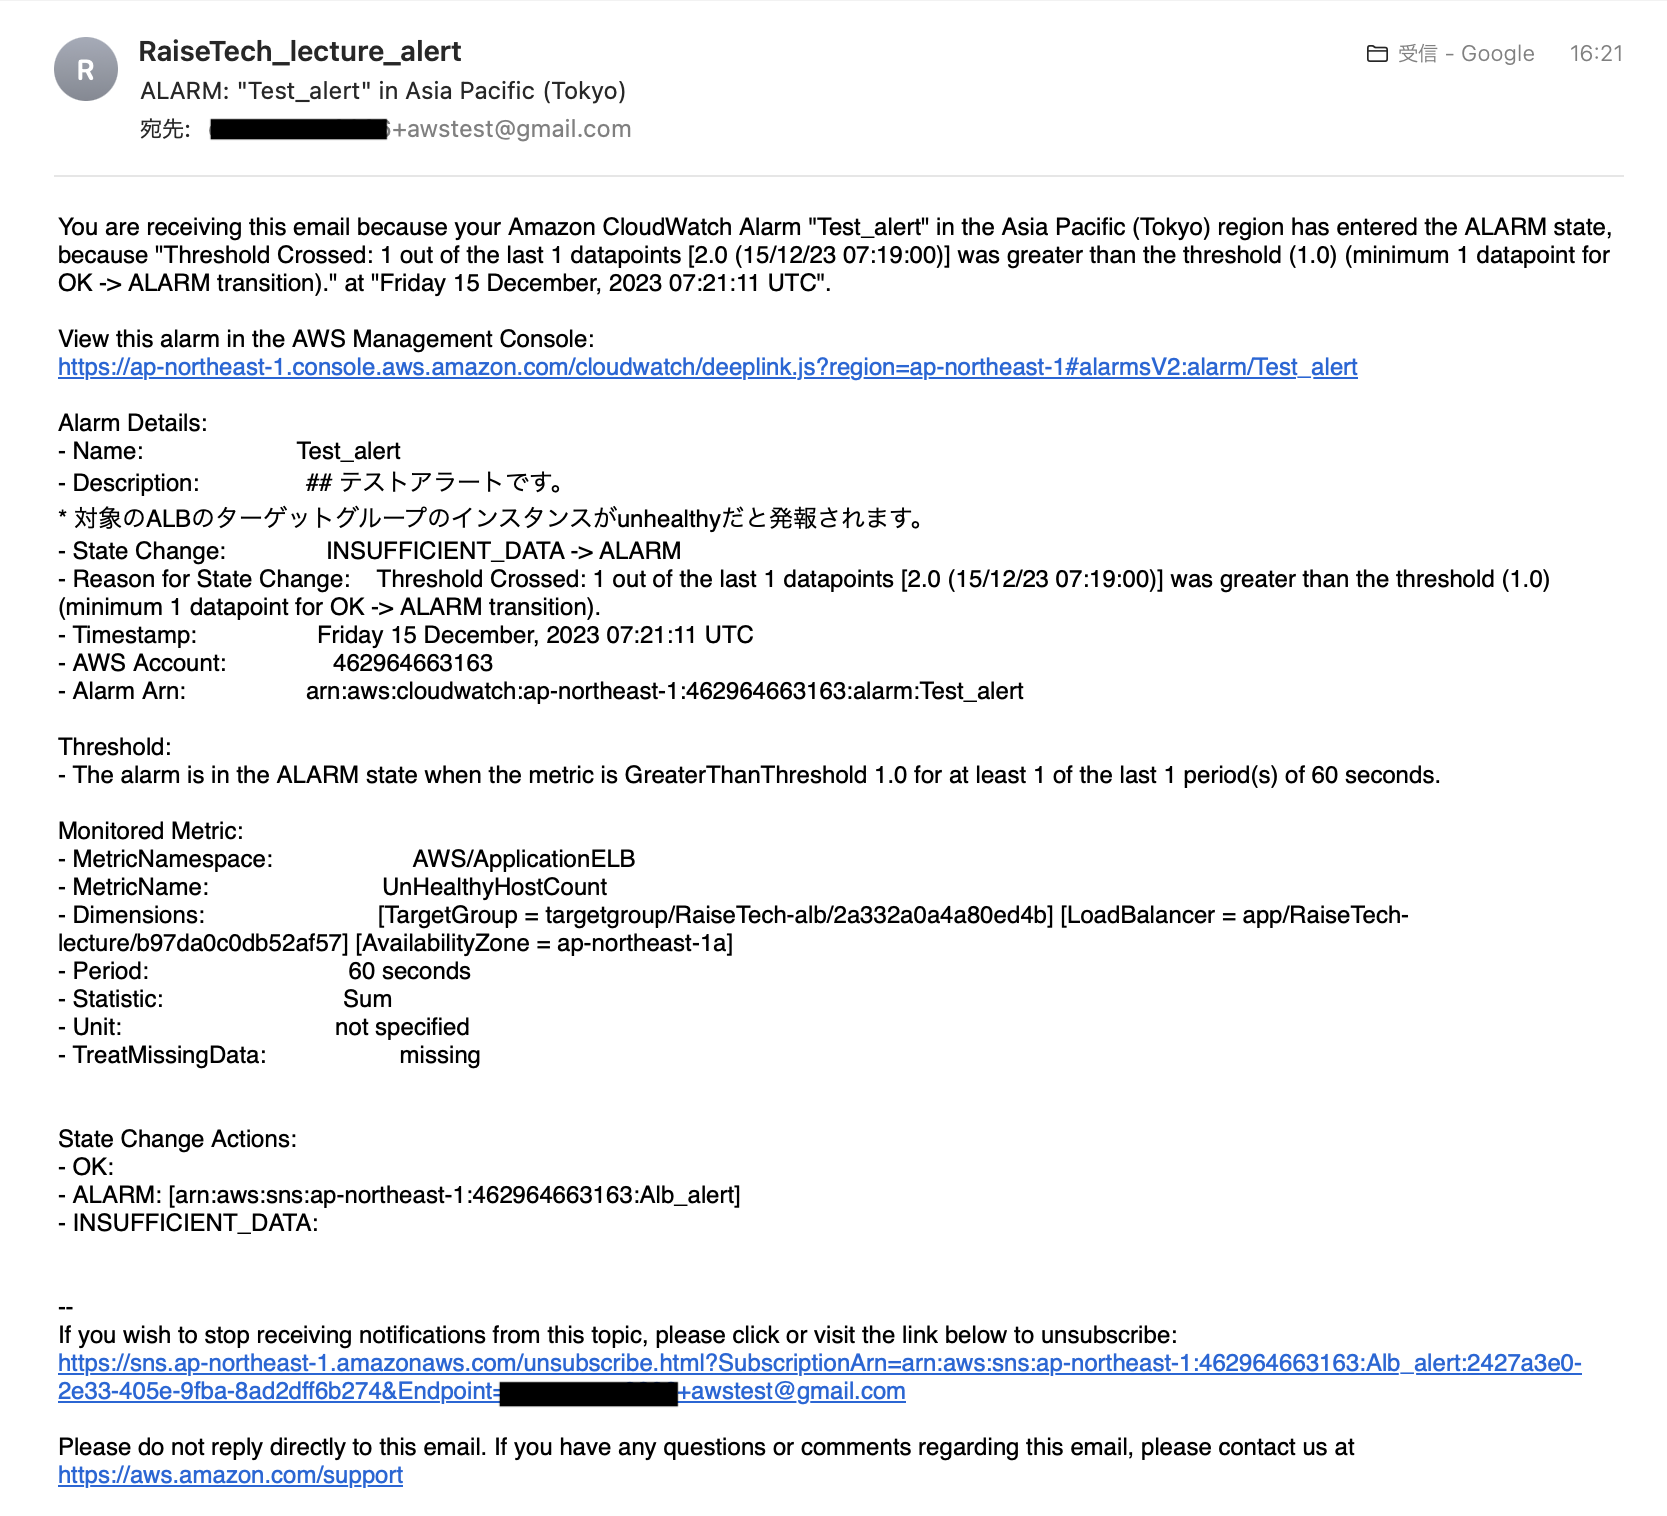 R
RaiseTech_lecture_alert
受信 - Google
16:21
ALARM: "Test_alert" in Asia Pacific (Tokyo)
宛先: +awstest@gmail.com
You are receiving this email because your Amazon CloudWatch Alarm "Test_alert" in the Asia Pacific (Tokyo) region has entered the ALARM state,
because "Threshold Crossed: 1 out of the last 1 datapoints [2.0 (15/12/23 07:19:00)] was greater than the threshold (1.0) (minimum 1 datapoint for
OK -> ALARM transition)." at "Friday 15 December, 2023 07:21:11 UTC".
View this alarm in the AWS Management Console:
https://ap-northeast-1.console.aws.amazon.com/cloudwatch/deeplink.js?region=ap-northeast-1#alarmsV2:alarm/Test_alert
Alarm Details:
- Name: Test_alert
- Description: ## テストアラートです。
* 対象のALBのターゲットグループのインスタンスがunhealthyだと発報されます。
- State Change: INSUFFICIENT_DATA -> ALARM
- Reason for State Change: Threshold Crossed: 1 out of the last 1 datapoints [2.0 (15/12/23 07:19:00)] was greater than the threshold (1.0)
(minimum 1 datapoint for OK -> ALARM transition).
- Timestamp: Friday 15 December, 2023 07:21:11 UTC
- AWS Account: 462964663163
- Alarm Arn: arn:aws:cloudwatch:ap-northeast-1:462964663163:alarm:Test_alert
Threshold:
- The alarm is in the ALARM state when the metric is GreaterThanThreshold 1.0 for at least 1 of the last 1 period(s) of 60 seconds.
Monitored Metric:
- MetricNamespace: AWS/ApplicationELB
- MetricName: UnHealthyHostCount
- Dimensions: [TargetGroup = targetgroup/RaiseTech-alb/2a332a0a4a80ed4b] [LoadBalancer = app/RaiseTech-
lecture/b97da0c0db52af57] [AvailabilityZone = ap-northeast-1a]
- Period: 60 seconds
- Statistic: Sum
- Unit: not specified
- TreatMissingData: missing
State Change Actions:
- OK:
- ALARM: [arn:aws:sns:ap-northeast-1:462964663163:Alb_alert]
- INSUFFICIENT_DATA:
--
If you wish to stop receiving notifications from this topic, please click or visit the link below to unsubscribe:
https://sns.ap-northeast-1.amazonaws.com/unsubscribe.html?SubscriptionArn=arn:aws:sns:ap-northeast-1:462964663163:Alb_alert:2427a3e0-
2e33-405e-9fba-8ad2dff6b274&Endpoint= +awstest@gmail.com
Please do not reply directly to this email. If you have any questions or comments regarding this email, please contact us at
https://aws.amazon.com/support